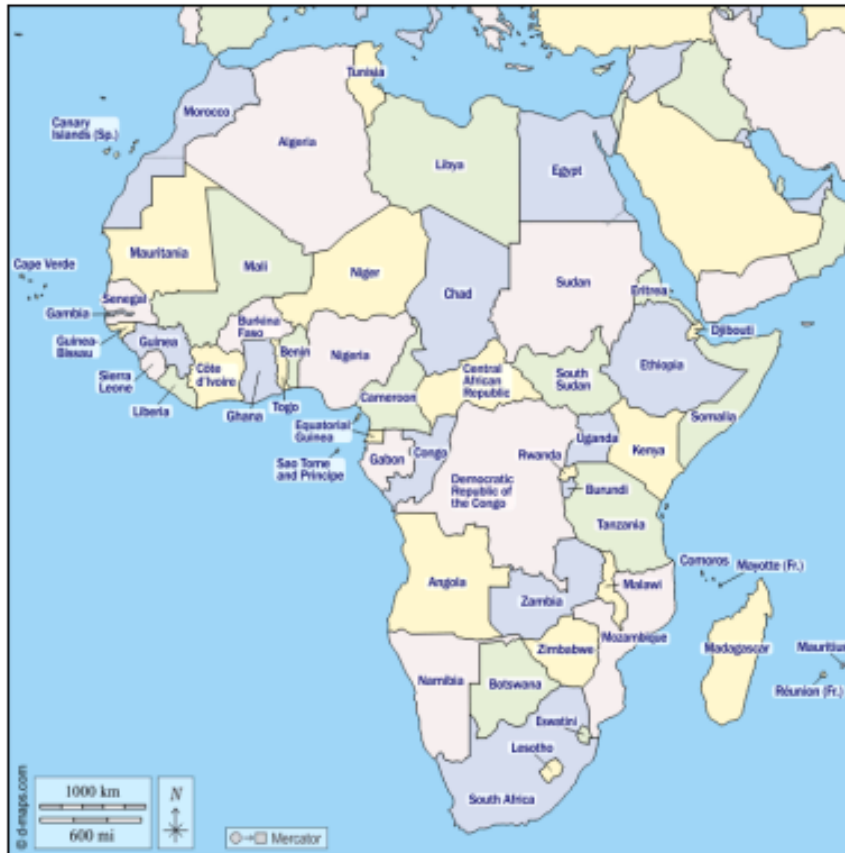 Tunisia
Morocco
Canary
Islands (Sp.)
Algeria
Libya
Egypt
Mauritania
Mali
Niger
Chad
Sudan
Cape Verde
Senegal
Eritrea
Gambia
Burkina
Faso
Djibouti
Guinea-
Bissau
Guinea
Nigeria
Benin
Ethiopia
Sierra
Leone
Côte
d'Ivoire
Central
African
Republic
South
Sudan
Cameroon
Liberia
Ghana
Togo
Somalia
Equatorial
Guinea
Congo
Uganda
Kenya
Gabon
Rwanda
Sao Tome
and Principe
Democratic
Republic of
the Congo
Burundi
Tanzania
Comoros
Mayotte (Fr.)
Angola
Malawi
Zambia
Mozambique
Zimbabwe
Madagascar
Mauritius
Namibia
Botswana
Réunion (Fr.)
Eswatini
Lesotho
South Africa
© d-maps.com
1000 km
600 mi
N
Mercator